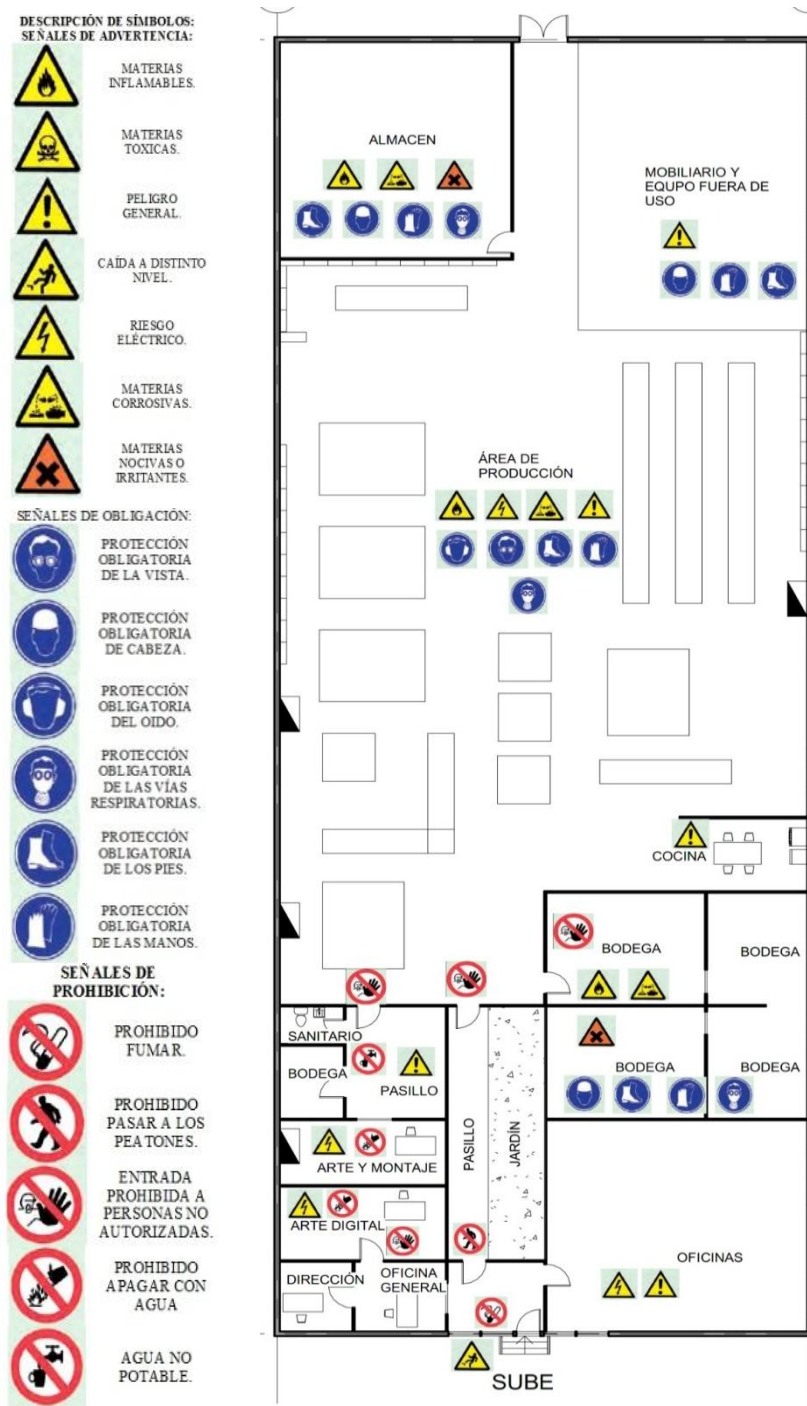 DESCRIPCIÓN DE SÍMBOLOS:
SEÑALES DE ADVERTENCIA:
MATERIAS
INFLAMABLES.
MATERIAS
TOXICAS.
PELIGRO
GENERAL.
CAÍDA A DISTINTO
NIVEL.
RIESGO
ELÉCTRICO.
MATERIAS
CORROSIVAS.
MATERIAS
NOCIVAS O
IRRITANTES.
SEÑALES DE OBLIGACIÓN:
PROTECCIÓN
OBLIGATORIA
DE LA VISTA.
PROTECCIÓN
OBLIGATORIA
DE CABEZA.
PROTECCIÓN
OBLIGATORIA
DEL OIDO.
PROTECCIÓN
OBLIGATORIA
DE LAS VÍAS
RESPIRATORIAS.
PROTECCIÓN
OBLIGATORIA
DE LOS PIES.
PROTECCIÓN
OBLIGATORIA
DE LAS MANOS.
SEÑALES DE
PROHIBICIÓN:
PROHIBIDO
FUMAR.
PROHIBIDO
PASAR A LOS
PEATONES.
ENTRADA
PROHIBIDA A
PERSONAS NO
AUTORIZADAS.
PROHIBIDO
APAGAR CON
AGUA
AGUA NO
POTABLE.
ALMACEN
MOBILIARIO Y
EQUPO FUERA DE
USO
ÁREA DE
PRODUCCIÓN
COCINA
BODEGA
BODEGA
SANITARIO
BODEGA
PASILLO
BODEGA
BODEGA
ARTE Y MONTAJE
PASILLO
JARDÍN
ARTE DIGITAL
OFICINAS
DIRECCIÓN
OFICINA
GENERAL
SUBE